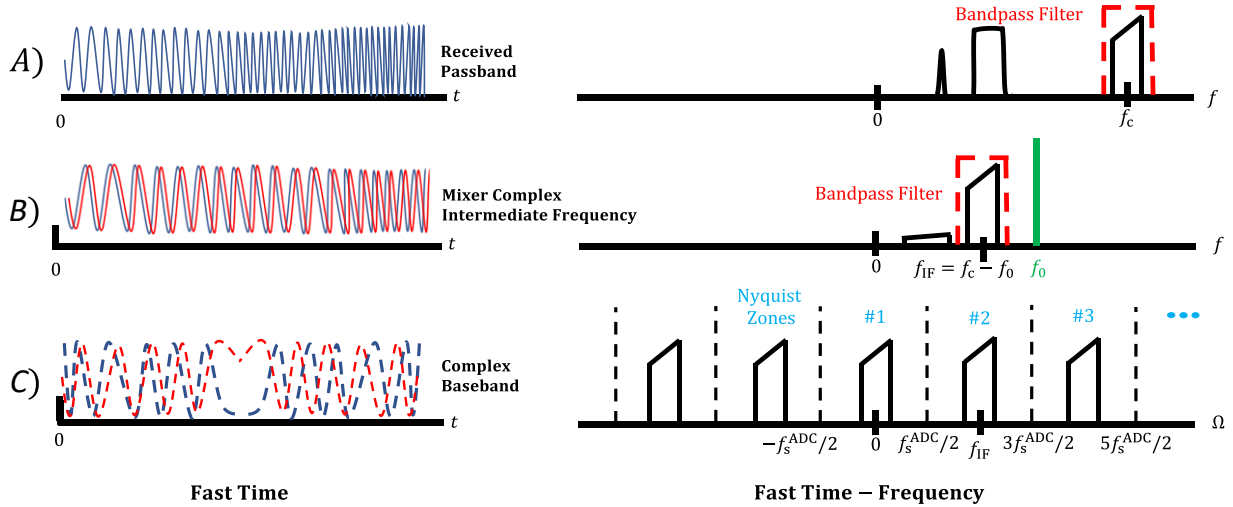 A)
Received
Passband
t
0
Bandpass Filter
0
f_c
f
B)
Mixer Complex
Intermediate Frequency
t
0
Bandpass Filter
0
f_IF = f_c − f_0
f_0
f
C)
Complex
Baseband
t
0
Nyquist
Zones
#1
#2
#3
•••
−f_s^ADC/2
0
f_s^ADC/2
f_IF
3f_s^ADC/2
5f_s^ADC/2
Ω
Fast Time
Fast Time − Frequency